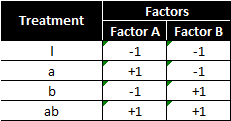 Treatment Factors
Factor A Factor B
I -1 -1
a +1 -1
b -1 +1
ab +1 +1